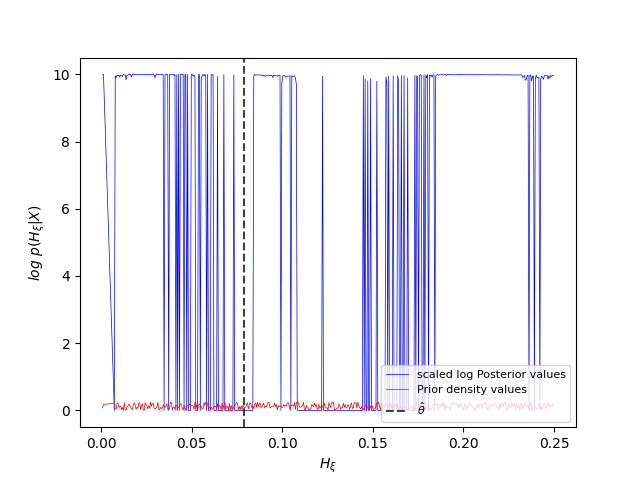 10
8
6
4
2
0
log p(H_ξ|X)
0.00 0.05 0.10 0.15 0.20 0.25
H_ξ
scaled log Posterior values
Prior density values
θ̂